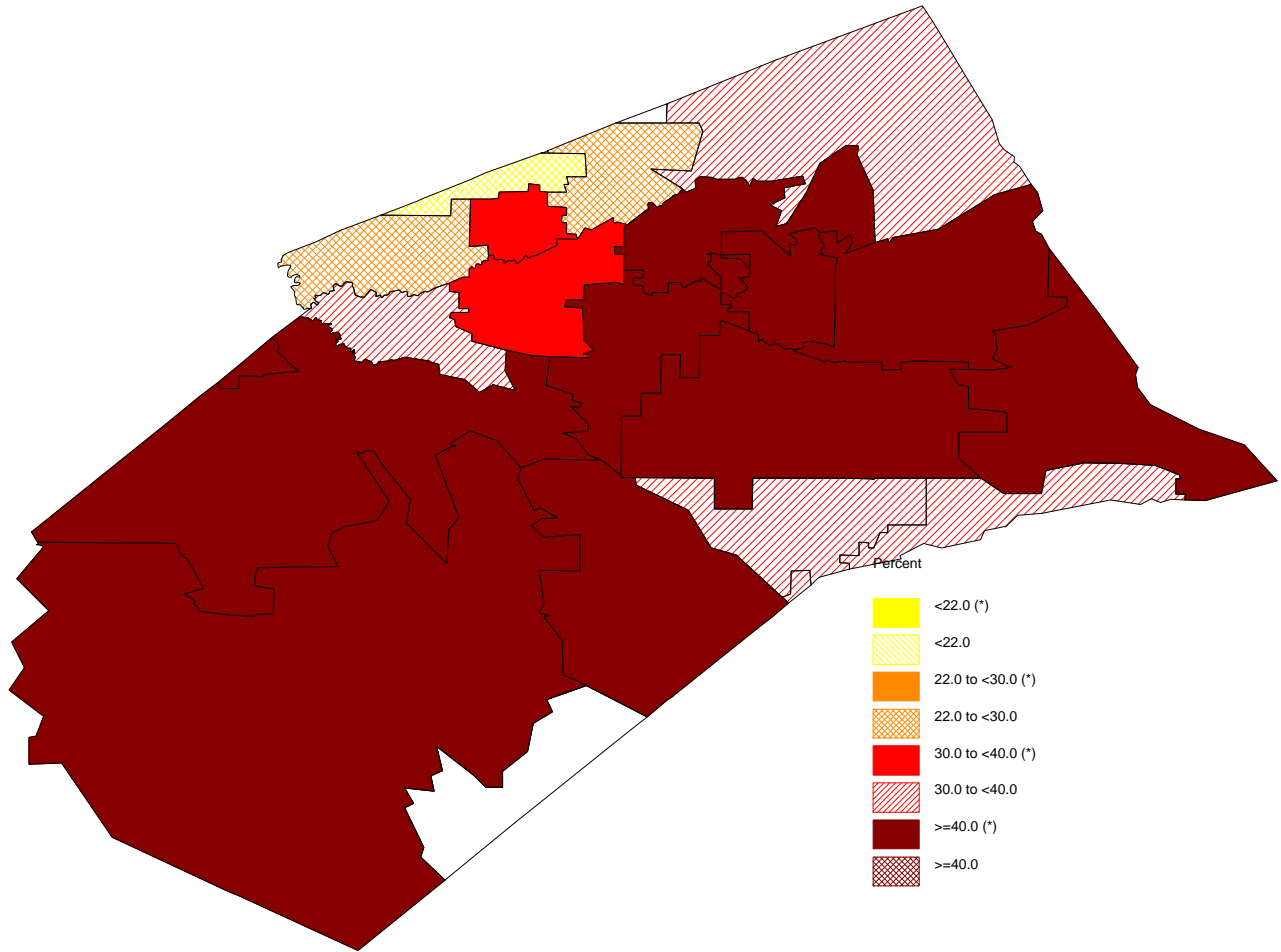 Percent
<22.0 (*)
<22.0
22.0 to <30.0 (*)
22.0 to <30.0
30.0 to <40.0 (*)
30.0 to <40.0
>=40.0 (*)
>=40.0